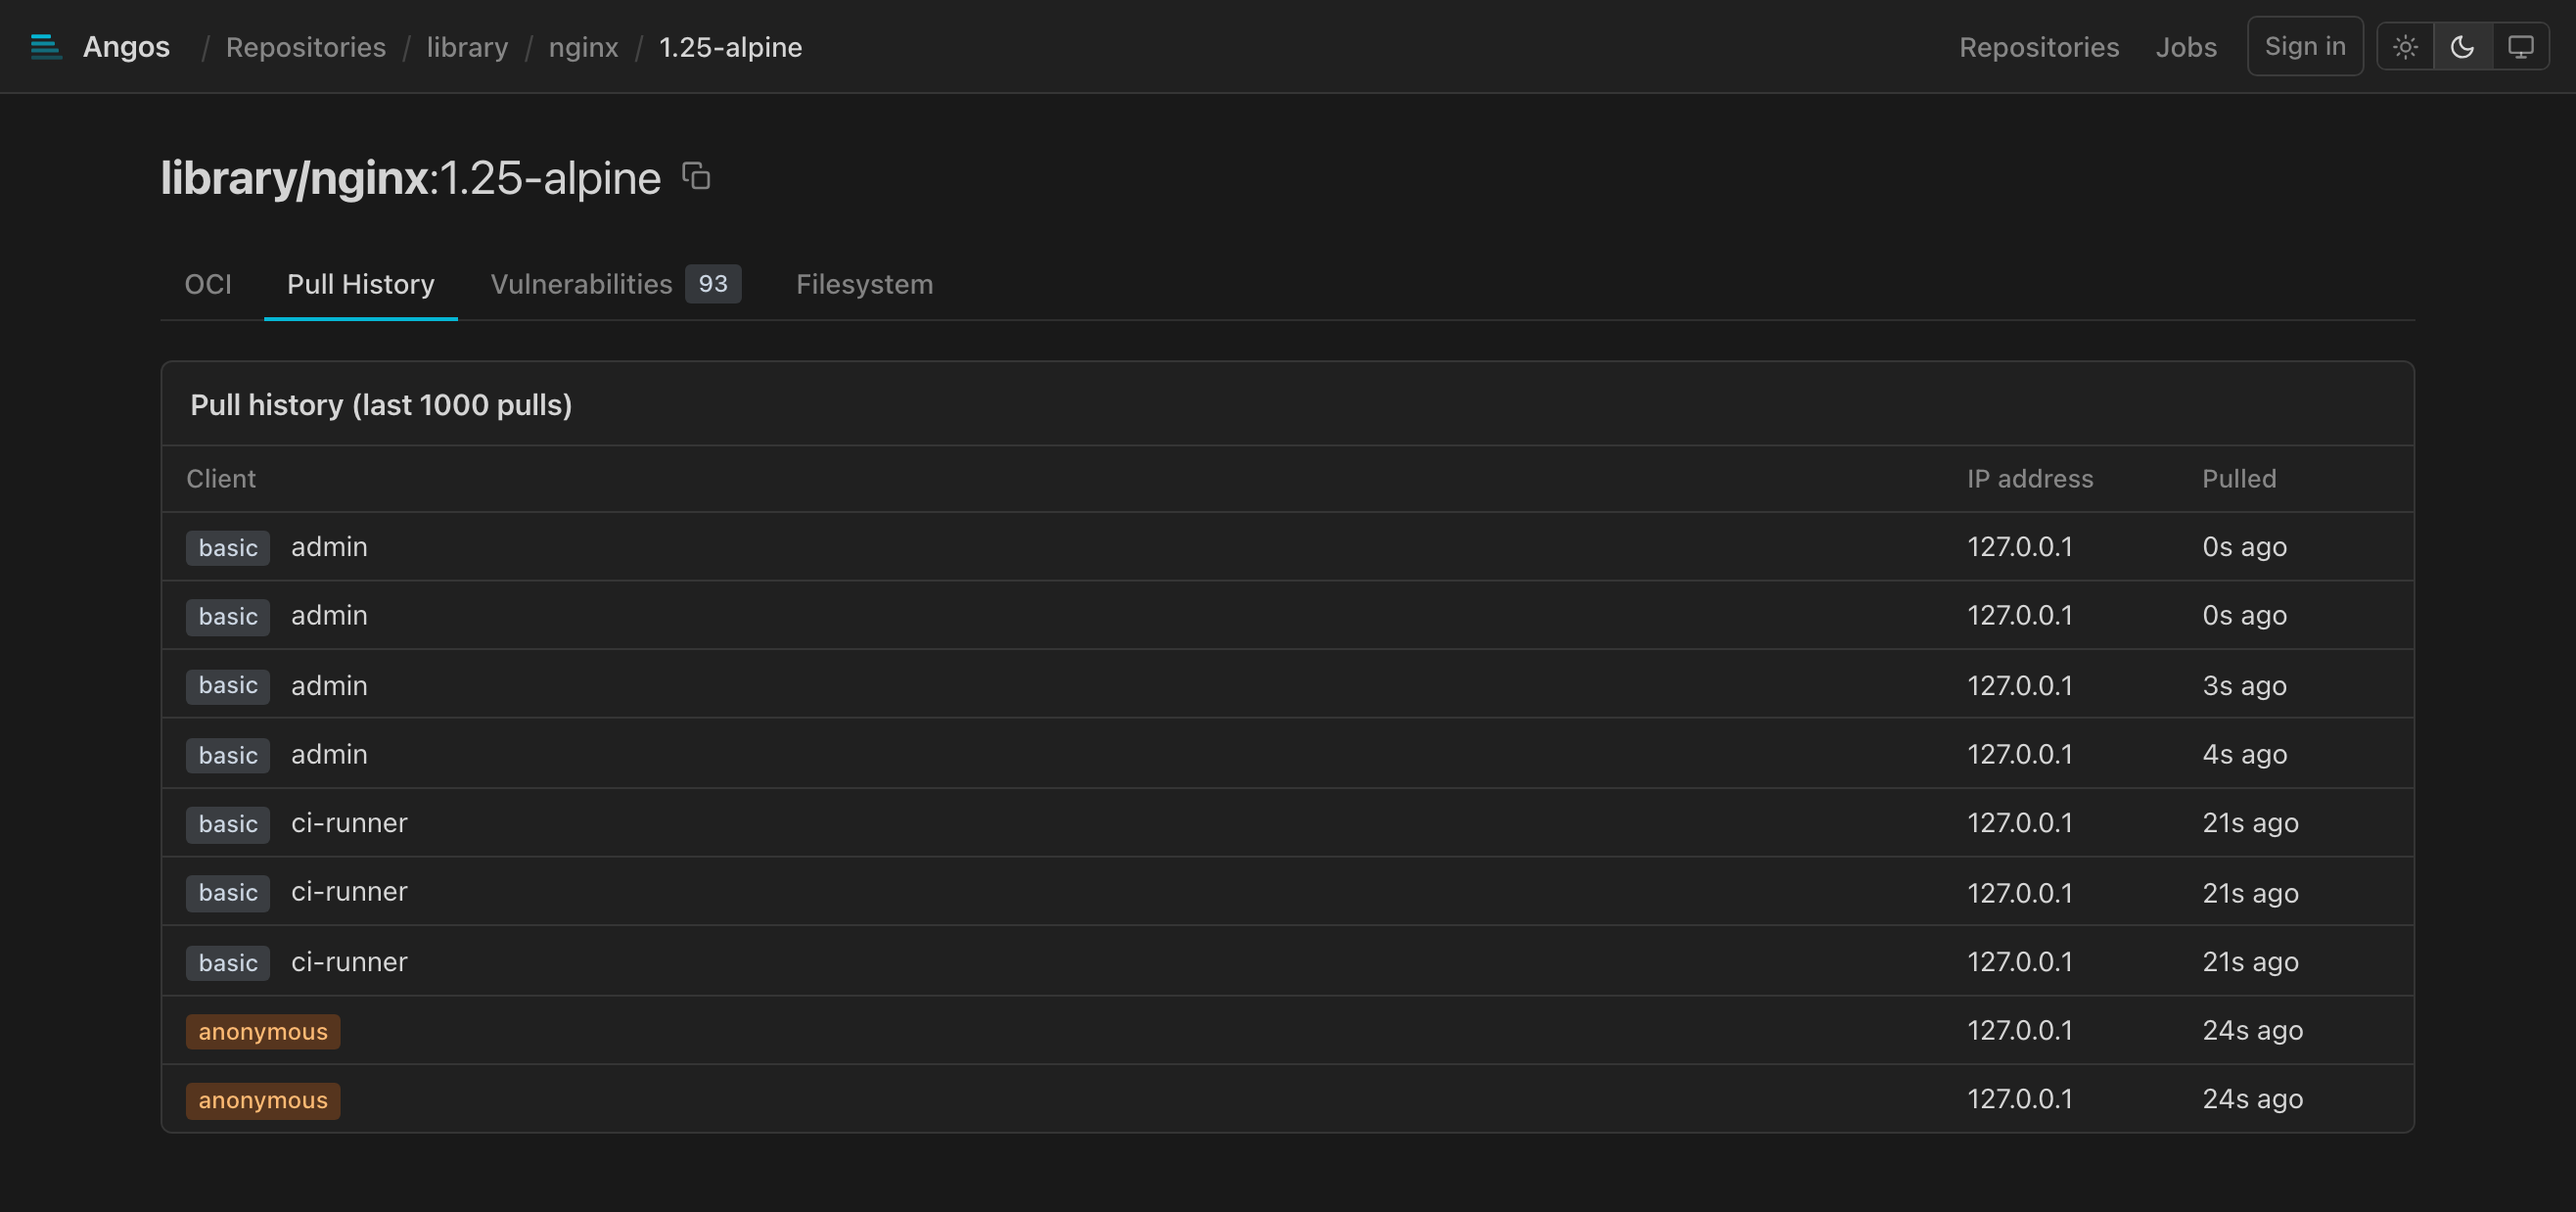 Angos / Repositories / library / nginx / 1.25-alpine Repositories Jobs Sign in
library/nginx:1.25-alpine
OCI Pull History Vulnerabilities 93 Filesystem
Pull history (last 1000 pulls)
Client IP address Pulled
basic admin 127.0.0.1 0s ago
basic admin 127.0.0.1 0s ago
basic admin 127.0.0.1 3s ago
basic admin 127.0.0.1 4s ago
basic ci-runner 127.0.0.1 21s ago
basic ci-runner 127.0.0.1 21s ago
basic ci-runner 127.0.0.1 21s ago
anonymous 127.0.0.1 24s ago
anonymous 127.0.0.1 24s ago